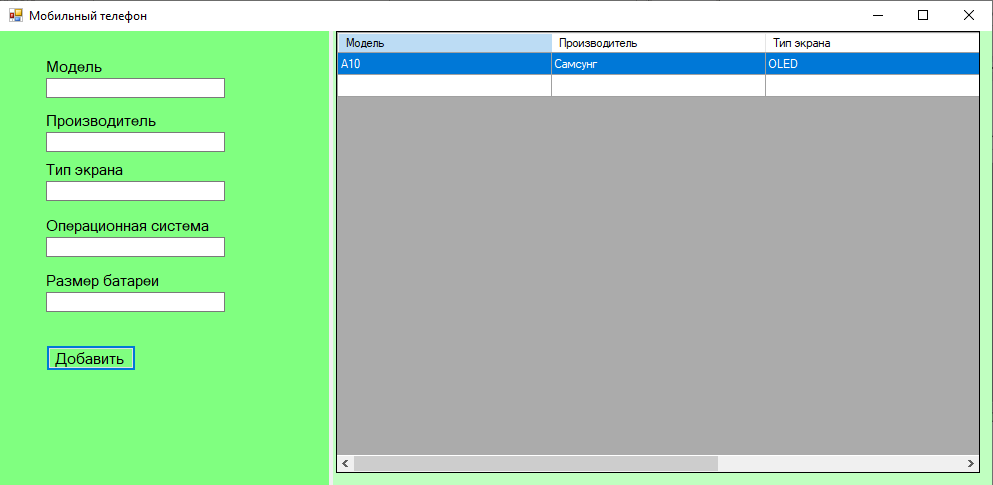 Мобильный телефон
Модель
Производитель
Тип экрана
Операционная система
Размер батареи
Добавить
Модель Производитель Тип экрана
A10 Самсунг OLED